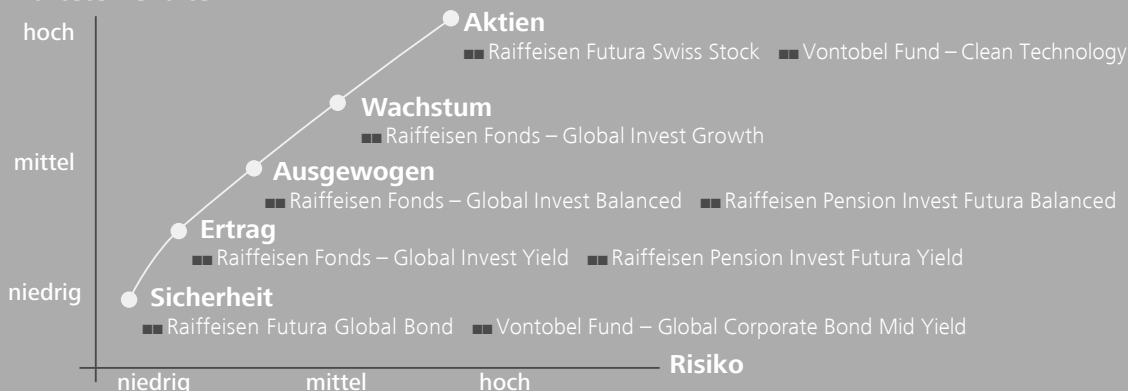 hoch
Aktien
■■ Raiffeisen Futura Swiss Stock ■■ Vontobel Fund – Clean Technology
Wachstum
■■ Raiffeisen Fonds – Global Invest Growth
mittel
Ausgewogen
■■ Raiffeisen Fonds – Global Invest Balanced ■■ Raiffeisen Pension Invest Futura Balanced
Ertrag
■■ Raiffeisen Fonds – Global Invest Yield ■■ Raiffeisen Pension Invest Futura Yield
niedrig
Sicherheit
■■ Raiffeisen Futura Global Bond ■■ Vontobel Fund – Global Corporate Bond Mid Yield
Risiko
niedrig mittel hoch